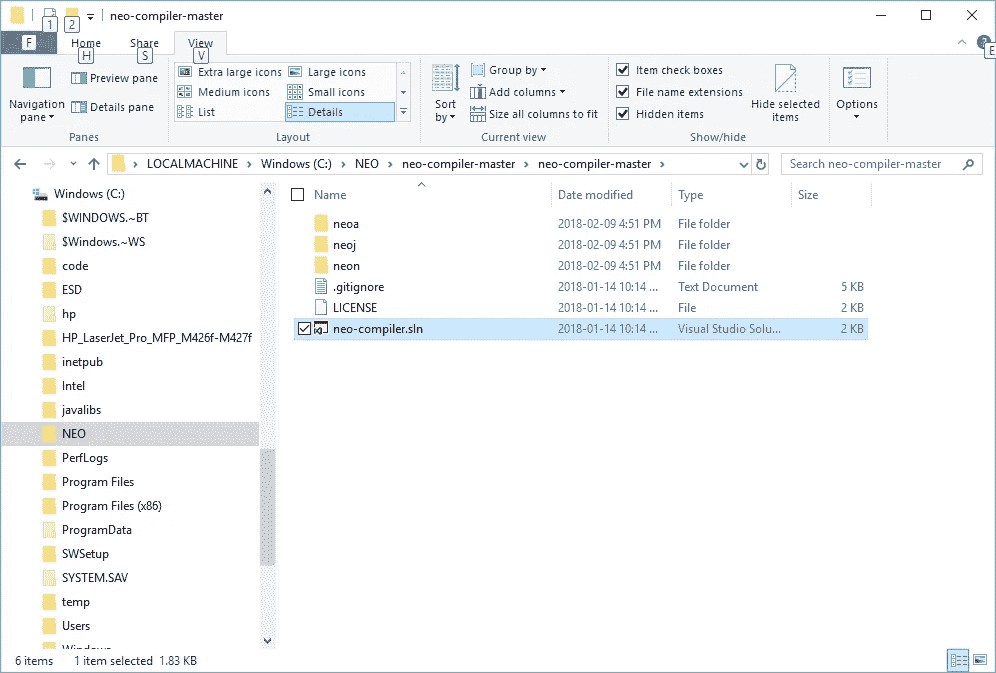 1 2 neo-compiler-master
F Home Share View E
H S V
Navigation pane Preview pane Details pane
Panes
Extra large icons Large icons
Medium icons Small icons
List Details
Layout
Sort by Group by
Add columns
Size all columns to fit
Current view
Item check boxes
File name extensions
Hidden items
Hide selected items
Show/hide
Options
LOCALMACHINE Windows (C:) NEO neo-compiler-master neo-compiler-master Search neo-compiler-master
Windows (C:)
$WINDOWS.~BT
$Windows.~WS
code
ESD
hp
HP_LaserJet_Pro_MFP_M426f-M427f
inetpub
Intel
javalibs
NEO
PerfLogs
Program Files
Program Files (x86)
ProgramData
SWSetup
SYSTEM.SAV
temp
Users
Windows
Name Date modified Type Size
neoa 2018-02-09 4:51 PM File folder
neoj 2018-02-09 4:51 PM File folder
neon 2018-02-09 4:51 PM File folder
.gitignore 2018-01-14 10:14 ... Text Document 5 KB
LICENSE 2018-01-14 10:14 ... File 2 KB
neo-compiler.sln 2018-01-14 10:14 ... Visual Studio Solu... 2 KB
6 items 1 item selected 1.83 KB